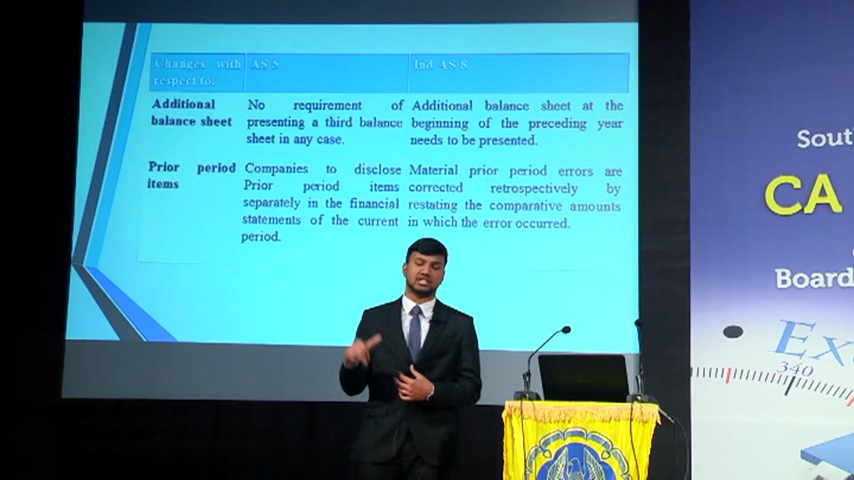 Changes with AS 5 Ind AS 8
respect to:
Additional
balance sheet
No requirement of
presenting a third balance
sheet in any case.
Additional balance sheet at the
beginning of the preceding year
needs to be presented.
Prior period
items
Companies to disclose
Prior period items
separately in the financial
statements of the current
period.
Material prior period errors are
corrected retrospectively by
restating the comparative amounts
in which the error occurred.
Sout
CA
Board
Exc
340